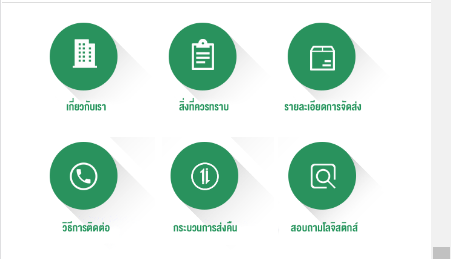 เกี่ยวกับเรา
สิ่งที่ควรทราบ
รายละเอียดการจัดส่ง
วิธีการติดต่อ
กระบวนการส่งคืน
สอบถามโลจิสติกส์